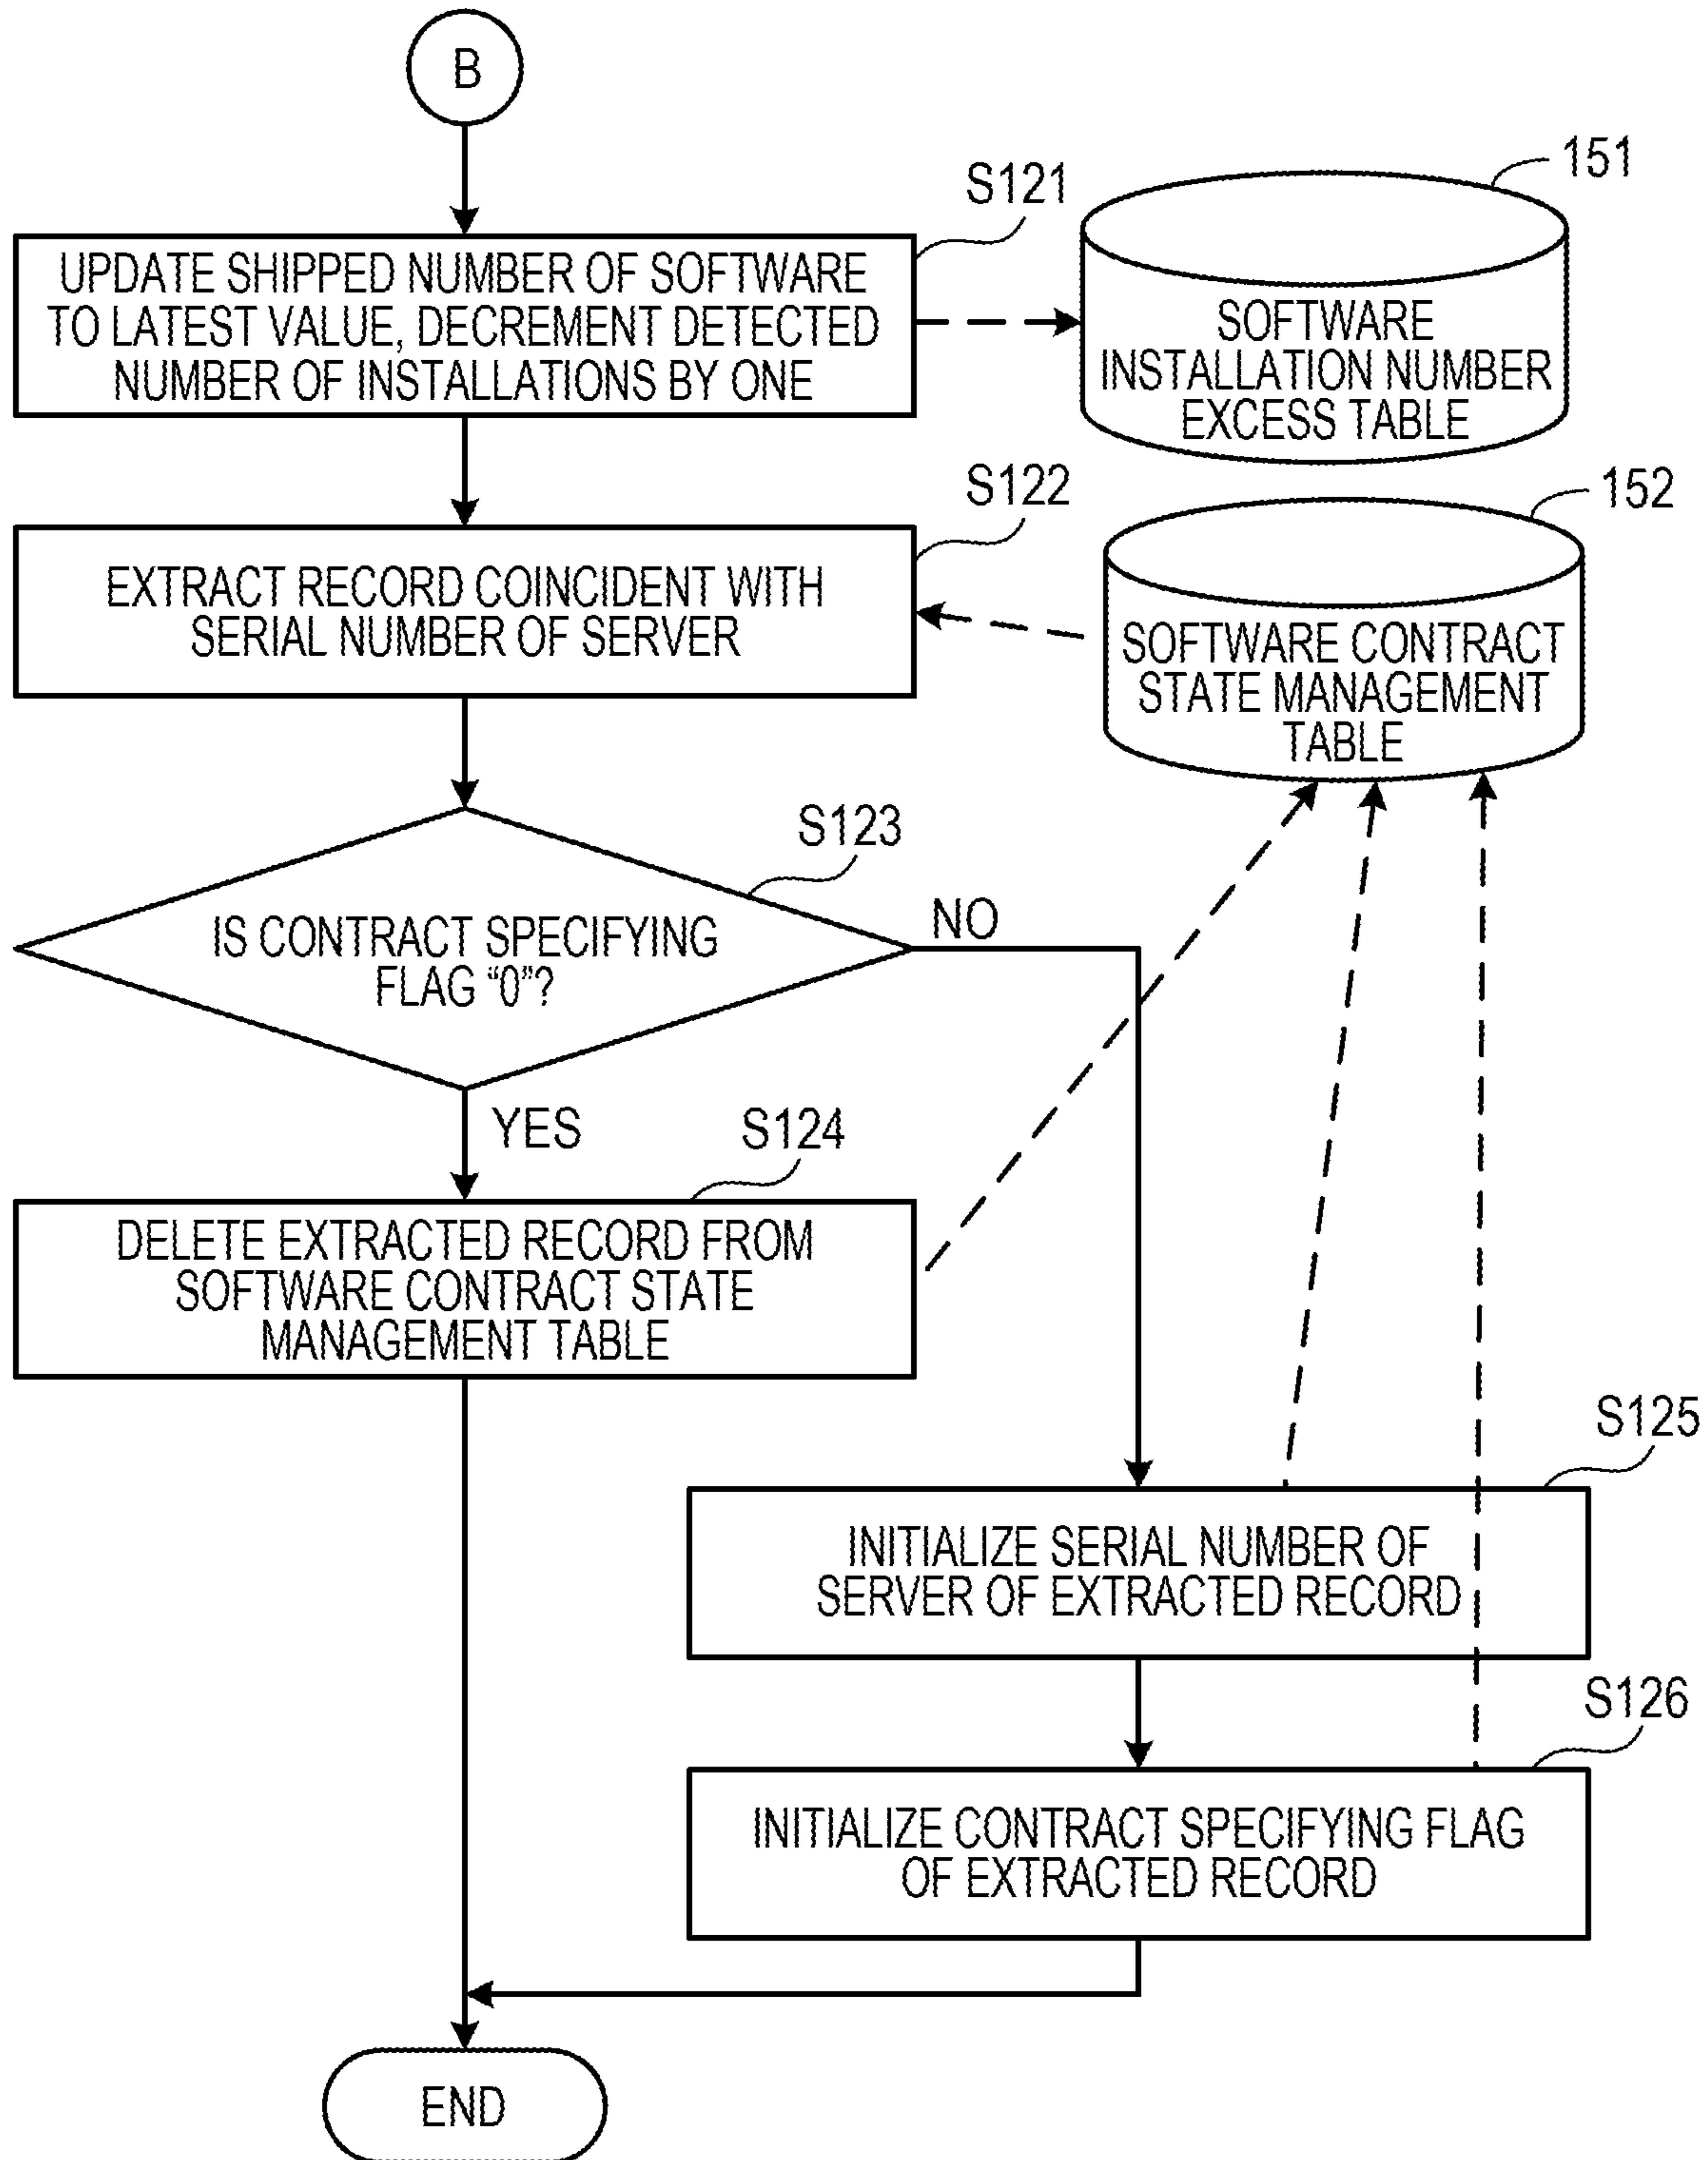 B
151
S121
UPDATE SHIPPED NUMBER OF SOFTWARE
TO LATEST VALUE, DECREMENT DETECTED
NUMBER OF INSTALLATIONS BY ONE
SOFTWARE
INSTALLATION NUMBER
EXCESS TABLE
S122
152
EXTRACT RECORD COINCIDENT WITH
SERIAL NUMBER OF SERVER
SOFTWARE CONTRACT
STATE MANAGEMENT
TABLE
S123
IS CONTRACT SPECIFYING
FLAG “0”?
NO
YES
S124
DELETE EXTRACTED RECORD FROM
SOFTWARE CONTRACT STATE
MANAGEMENT TABLE
S125
INITIALIZE SERIAL NUMBER OF
SERVER OF EXTRACTED RECORD
S126
INITIALIZE CONTRACT SPECIFYING FLAG
OF EXTRACTED RECORD
END